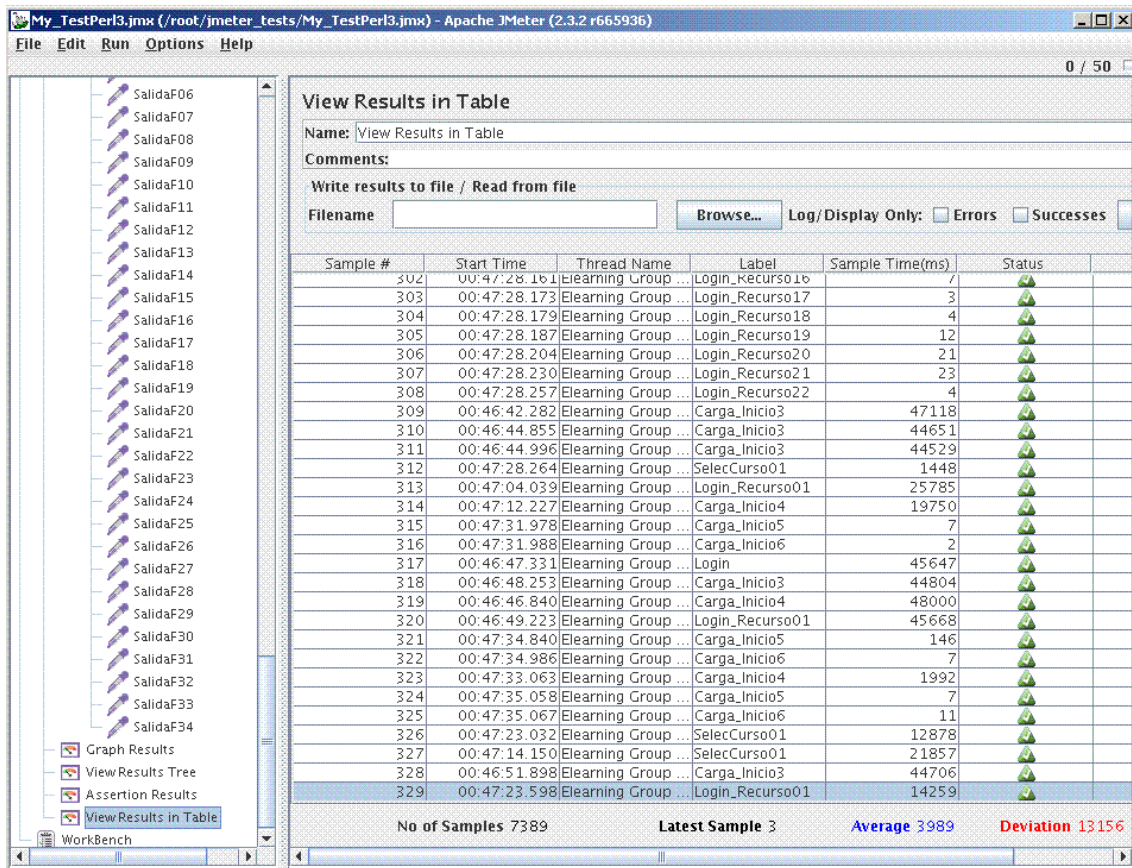 My_TestPerl3.jmx (/root/jmeter_tests/My_TestPerl3.jmx) - Apache JMeter (2.3.2 r665936)
File Edit Run Options Help
0 / 50
SalidaF06
SalidaF07
SalidaF08
SalidaF09
SalidaF10
SalidaF11
SalidaF12
SalidaF13
SalidaF14
SalidaF15
SalidaF16
SalidaF17
SalidaF18
SalidaF19
SalidaF20
SalidaF21
SalidaF22
SalidaF23
SalidaF24
SalidaF25
SalidaF26
SalidaF27
SalidaF28
SalidaF29
SalidaF30
SalidaF31
SalidaF32
SalidaF33
SalidaF34
Graph Results
View Results Tree
Assertion Results
View Results in Table
WorkBench
View Results in Table
Name: View Results in Table
Comments:
Write results to file / Read from file
Filename Browse... Log/Display Only: Errors Successes
Sample # Start Time Thread Name Label Sample Time(ms) Status
302 00:47:28.161 Elearning Group ... Login_Recurso16 7
303 00:47:28.173 Elearning Group ... Login_Recurso17 3
304 00:47:28.179 Elearning Group ... Login_Recurso18 4
305 00:47:28.187 Elearning Group ... Login_Recurso19 12
306 00:47:28.204 Elearning Group ... Login_Recurso20 21
307 00:47:28.230 Elearning Group ... Login_Recurso21 23
308 00:47:28.257 Elearning Group ... Login_Recurso22 4
309 00:46:42.282 Elearning Group ... Carga_Inicio3 47118
310 00:46:44.855 Elearning Group ... Carga_Inicio3 44651
311 00:46:44.996 Elearning Group ... Carga_Inicio3 44529
312 00:47:28.264 Elearning Group ... SelecCurso01 1448
313 00:47:04.039 Elearning Group ... Login_Recurso01 25785
314 00:47:12.227 Elearning Group ... Carga_Inicio4 19750
315 00:47:31.978 Elearning Group ... Carga_Inicio5 7
316 00:47:31.988 Elearning Group ... Carga_Inicio6 2
317 00:46:47.331 Elearning Group ... Login 45647
318 00:46:48.253 Elearning Group ... Carga_Inicio3 44804
319 00:46:46.840 Elearning Group ... Carga_Inicio4 48000
320 00:46:49.223 Elearning Group ... Login_Recurso01 45668
321 00:47:34.840 Elearning Group ... Carga_Inicio5 146
322 00:47:34.986 Elearning Group ... Carga_Inicio6 7
323 00:47:33.063 Elearning Group ... Carga_Inicio4 1992
324 00:47:35.058 Elearning Group ... Carga_Inicio5 7
325 00:47:35.067 Elearning Group ... Carga_Inicio6 11
326 00:47:23.032 Elearning Group ... SelecCurso01 12878
327 00:47:14.150 Elearning Group ... SelecCurso01 21857
328 00:46:51.898 Elearning Group ... Carga_Inicio3 44706
329 00:47:23.598 Elearning Group ... Login_Recurso01 14259
No of Samples 7389 Latest Sample 3 Average 3989 Deviation 13156